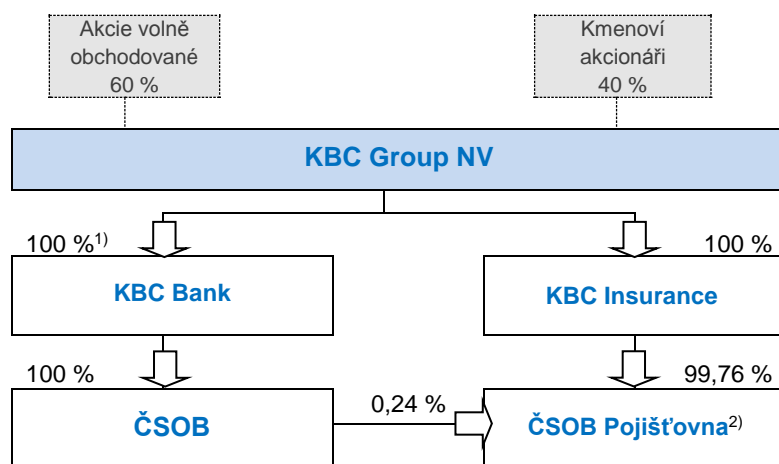 Akcie volně
obchodované
60 %
Kmenoví
akcionáři
40 %
KBC Group NV
100 %1)
100 %
KBC Bank
KBC Insurance
100 %
99,76 %
0,24 %
ČSOB
ČSOB Pojišťovna2)